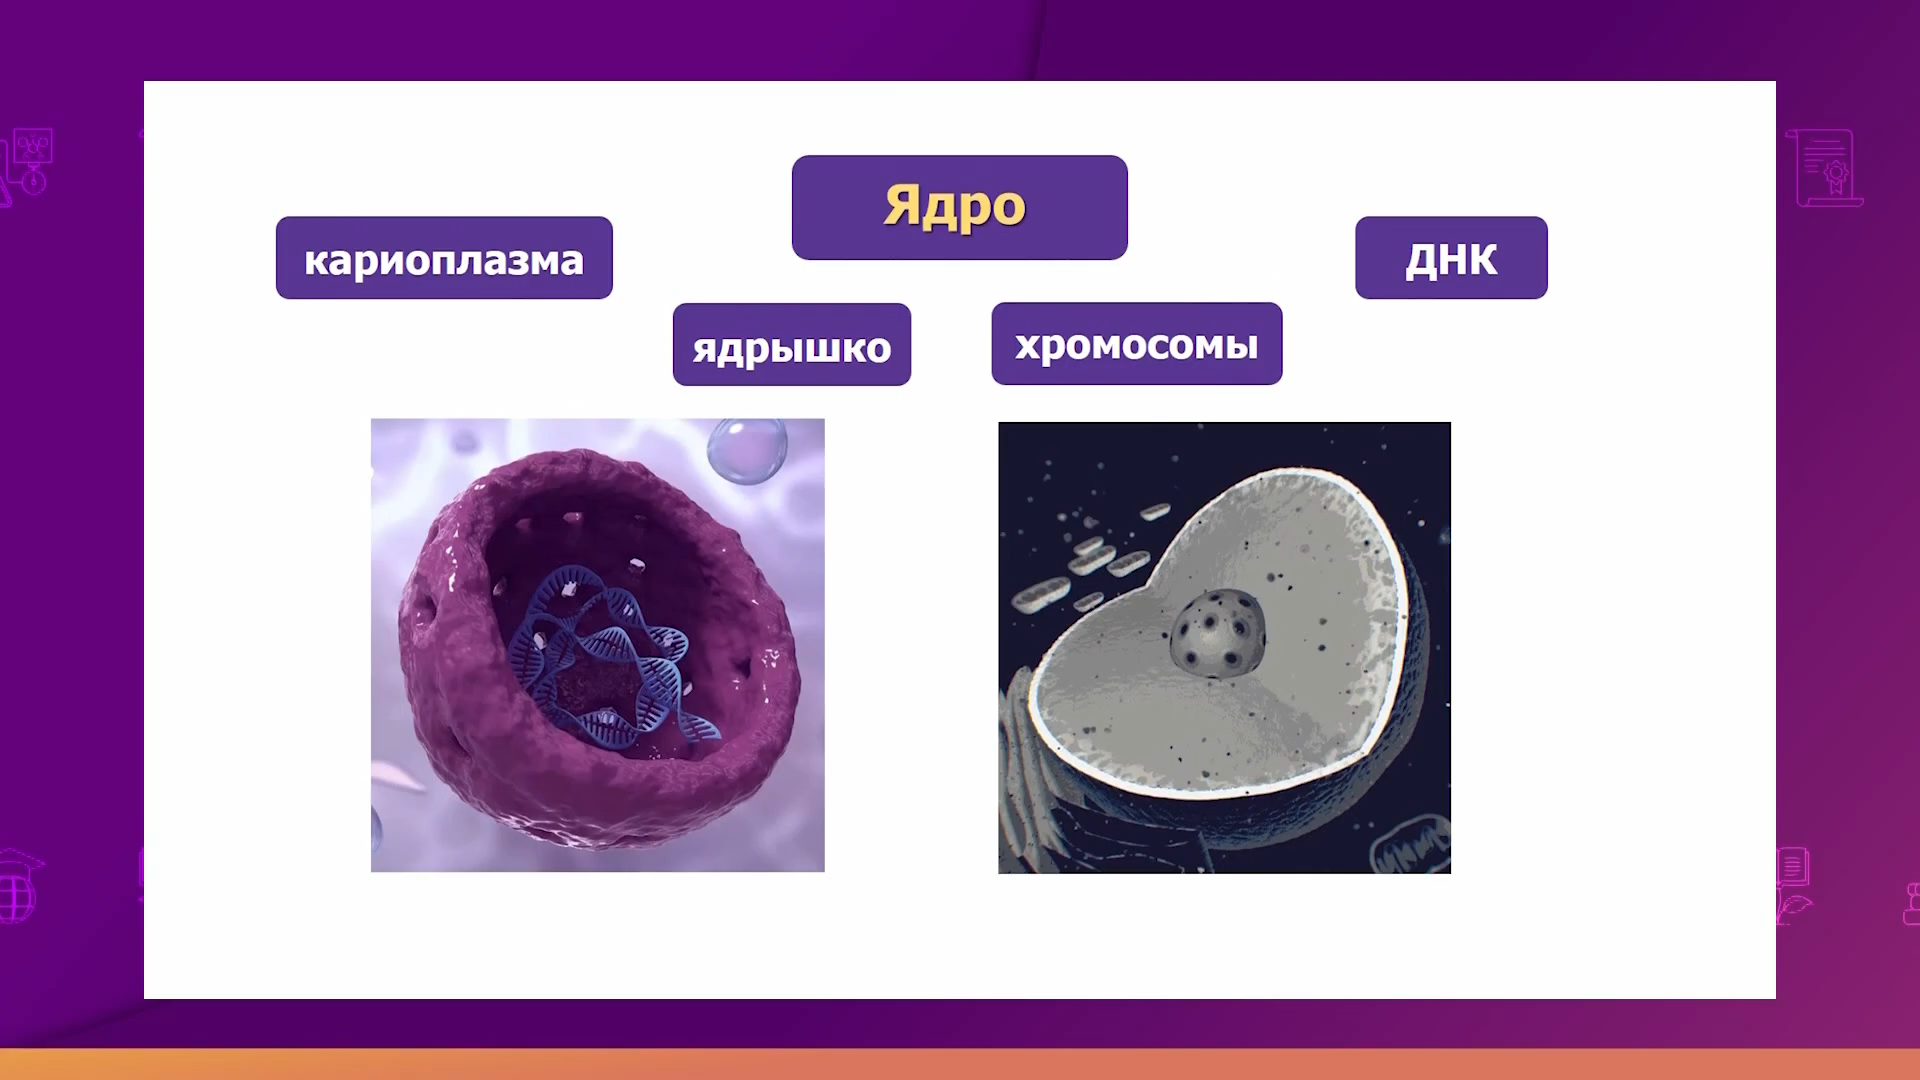 Ядро
кариоплазма
ДНК
ядрышко
хромосомы